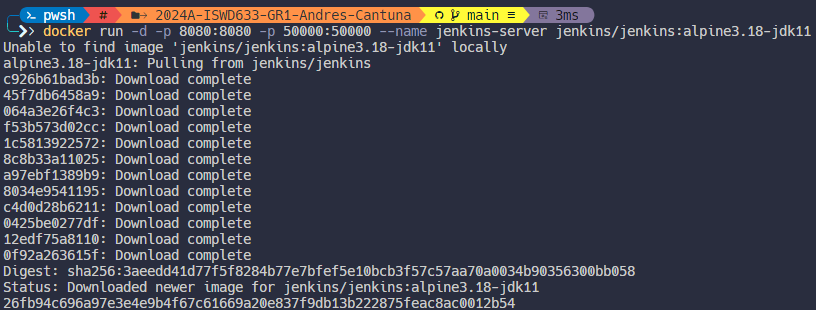 pwsh # 2024A-ISWD633-GR1-Andres-Cantuna main ≡ 3ms
docker run -d -p 8080:8080 -p 50000:50000 --name jenkins-server jenkins/jenkins:alpine3.18-jdk11
Unable to find image 'jenkins/jenkins:alpine3.18-jdk11' locally
alpine3.18-jdk11: Pulling from jenkins/jenkins
c926b61bad3b: Download complete
45f7db6458a9: Download complete
064a3e26f4c3: Download complete
f53b573d02cc: Download complete
1c5813922572: Download complete
8c8b33a11025: Download complete
a97ebf1389b9: Download complete
8034e9541195: Download complete
c4d0d28b6211: Download complete
0425be0277df: Download complete
12edf75a8110: Download complete
0f92a263615f: Download complete
Digest: sha256:3aeedd41d77f5f8284b77e7bfef5e10bcb3f57c57aa70a0034b90356300bb058
Status: Downloaded newer image for jenkins/jenkins:alpine3.18-jdk11
26fb94c696a97e3e4e9b4f67c61669a20e837f9db13b222875feac8ac0012b54